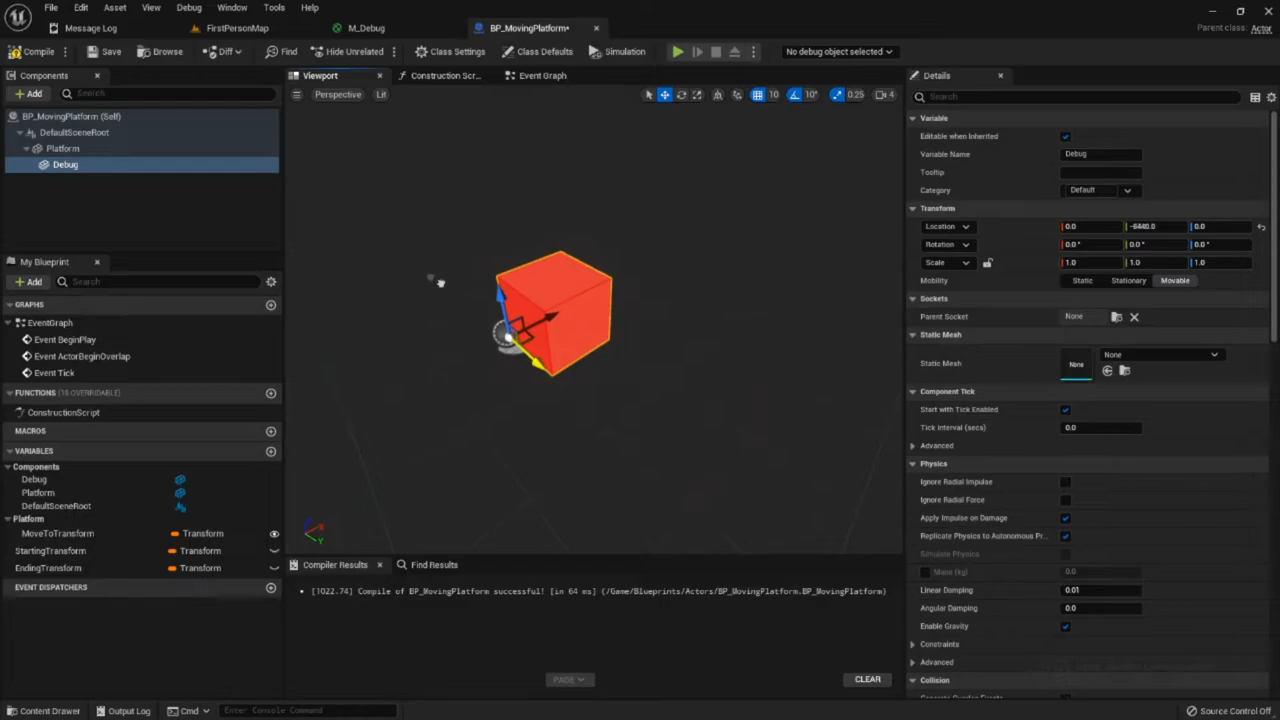 File Edit Asset View Debug Window Tools Help
Message Log FirstPersonMap M_Debug BP_MovingPlatform*
Parent class: Actor
Compile Save Browse Diff Find Hide Unrelated Class Settings Class Defaults Simulation No debug object selected
Components
Add Search
BP_MovingPlatform (Self)
DefaultSceneRoot
Platform
Debug
My Blueprint
Add Search
GRAPHS
EventGraph
Event BeginPlay
Event ActorBeginOverlap
Event Tick
FUNCTIONS (18 OVERRIDABLE)
ConstructionScript
MACROS
VARIABLES
Components
Debug
Platform
DefaultSceneRoot
Platform
MoveToTransform Transform
StartingTransform Transform
EndingTransform Transform
EVENT DISPATCHERS
Viewport Construction Scr... Event Graph
Perspective Lit 10 10° 0.25 4
X
Y
Compiler Results Find Results
[1022.74] Compile of BP_MovingPlatform successful! [in 64 ms] (/Game/Blueprints/Actors/BP_MovingPlatform.BP_MovingPlatform)
PAGE CLEAR
Details
Search
Variable
Editable when Inherited
Variable Name Debug
Tooltip
Category Default
Transform
Location 0.0 -6440.0 0.0
Rotation 0.0° 0.0° 0.0°
Scale 1.0 1.0 1.0
Mobility Static Stationary Movable
Sockets
Parent Socket None
Static Mesh
Static Mesh None None
Component Tick
Start with Tick Enabled
Tick Interval (secs) 0.0
Advanced
Physics
Ignore Radial Impulse
Ignore Radial Force
Apply Impulse on Damage
Replicate Physics to Autonomous Pr...
Simulate Physics
Mass (kg) 0.0
Linear Damping 0.01
Angular Damping 0.0
Enable Gravity
Constraints
Advanced
Collision
Content Drawer Output Log Cmd Enter Console Command Source Control Off